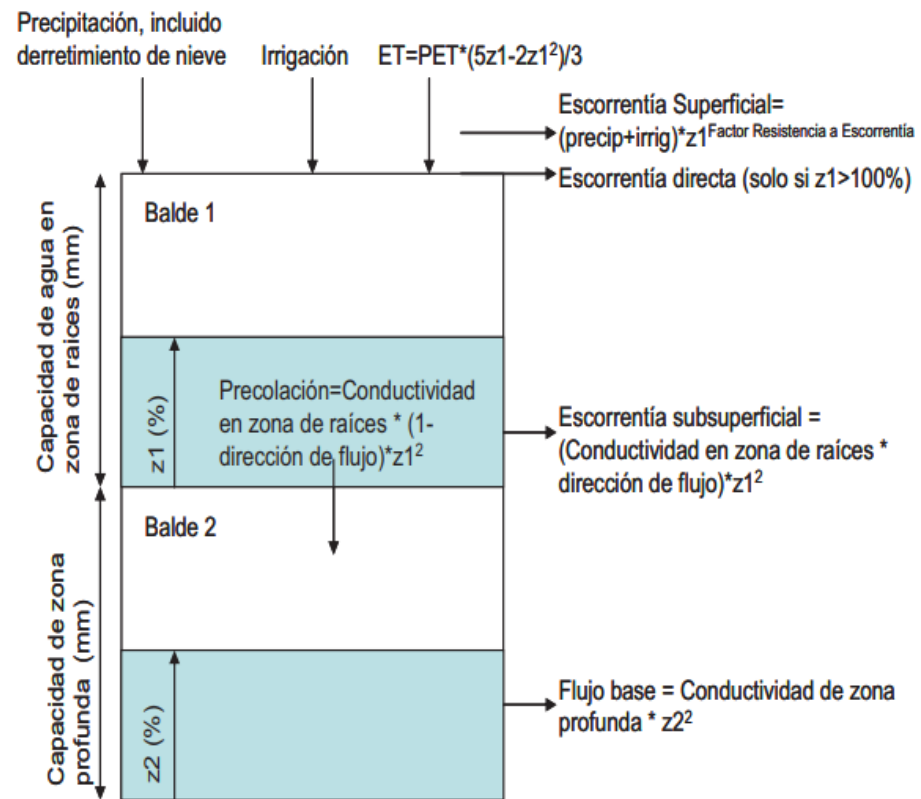 Precipitación, incluido
derretimiento de nieve
Irrigación
ET=PET*(5z1-2z1²)/3
Escorrentía Superficial=
(precip+irrig)*z1^Factor Resistencia a Escorrentía
Escorrentía directa (solo si z1>100%)
Capacidad de agua en
zona de raices (mm)
Balde 1
z1 (%)
Precolación=Conductividad
en zona de raíces * (1-
dirección de flujo)*z1²
Escorrentía subsuperficial =
(Conductividad en zona de raíces *
dirección de flujo)*z1²
Capacidad de zona
profunda (mm)
Balde 2
z2 (%)
Flujo base = Conductividad de zona
profunda * z2²